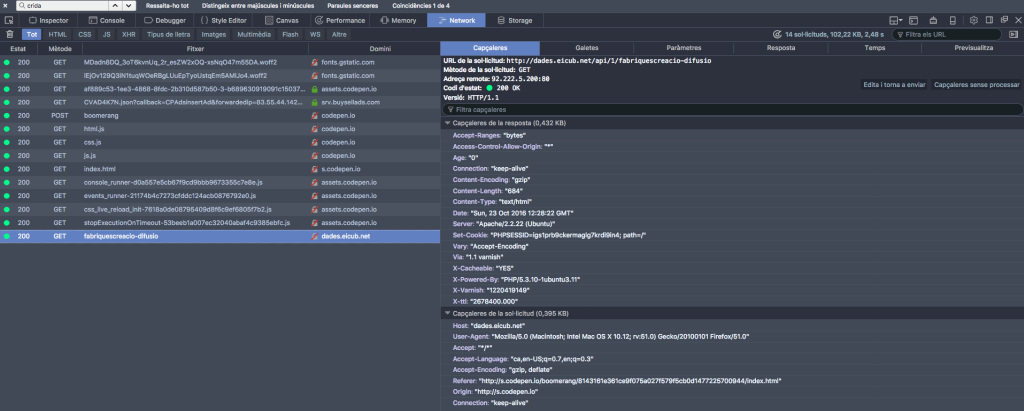 crida
Ressalta-ho tot
Distingeix entre majúscules i minúscules
Paraules senceres
Coincidències 1 de 4
Inspector
Console
Debugger
Style Editor
Canvas
Performance
Memory
Network
Storage
Tot
HTML
CSS
JS
XHR
Tipus de lletra
Imatges
Multimèdia
Flash
WS
Altre
14 sol·licituds, 102,22 KB, 2,48 s
Filtra els URL
Estat Mètode Fitxer Domini
200 GET MDadn8DQ_3oT6kvnUq_2r_esZW2xOQ-xsNqO47m55DA.woff2 fonts.gstatic.com
200 GET fonts.gstatic.com
200 GET af889c53-1ee3-4866-8fdc-2b310d587b50-3-b689630919091c15037... assets.codepen.io
200 GET CVAD4K7N.json?callback=CPAdsInsertAd&forwardedip=83.55.44.142... srv.buysellads.com
200 POST boomerang codepen.io
200 GET html.js codepen.io
200 GET css.js codepen.io
200 GET js.js codepen.io
200 GET index.html s.codepen.io
200 GET console_runner-d0a557e5cb67f9cd9bbb9673355c7e8e.js assets.codepen.io
200 GET events_runner-21174b4c7273cfddc124acb0876792e0.js assets.codepen.io
200 GET css_live_reload_init-7618a0de08795409d8f6c9ef6805f7b2.js assets.codepen.io
200 GET stopExecutionOnTimeout-53beeb1a007ec32040abaf4c9385ebfc.js assets.codepen.io
200 GET fabriquescreacio-difusio dades.eicub.net
Capçaleres
Galetes
Paràmetres
Resposta
Temps
Previsualitza
URL de la sol·licitud: http://dades.eicub.net/api/1/fabriquescreacio-difusio
Mètode de la sol·licitud: GET
Adreça remota: 92.222.5.200:80
Codi d'estat: 200 OK
Edita i torna a enviar
Capçaleres sense processar
Versió: HTTP/1.1
Filtra capçaleres
Capçaleres de la resposta (0,432 KB)
Accept-Ranges: "bytes"
Access-Control-Allow-Origin: "*"
Age: "0"
Connection: "keep-alive"
Content-Encoding: "gzip"
Content-Length: "684"
Content-Type: "text/html"
Date: "Sun, 23 Oct 2016 12:28:22 GMT"
Server: "Apache/2.2.22 (Ubuntu)"
Set-Cookie: "PHPSESSID=igs1prb9ckermaglg7krdl9in4; path=/"
Vary: "Accept-Encoding"
Via: "1.1 varnish"
X-Cacheable: "YES"
X-Powered-By: "PHP/5.3.10-1ubuntu3.11"
X-Varnish: "1220419149"
X-ttl: "2678400.000"
Capçaleres de la sol·licitud (0,395 KB)
Host: "dades.eicub.net"
User-Agent: "Mozilla/5.0 (Macintosh; Intel Mac OS X 10.12; rv:51.0) Gecko/20100101 Firefox/51.0"
Accept: "*/*"
Accept-Language: "ca,en-US;q=0.7,en;q=0.3"
Accept-Encoding: "gzip, deflate"
Referer: "http://s.codepen.io/boomerang/8143161e361ce9f075a027f579f5cb0d1477225700944/index.html"
Origin: "http://s.codepen.io"
Connection: "keep-alive"